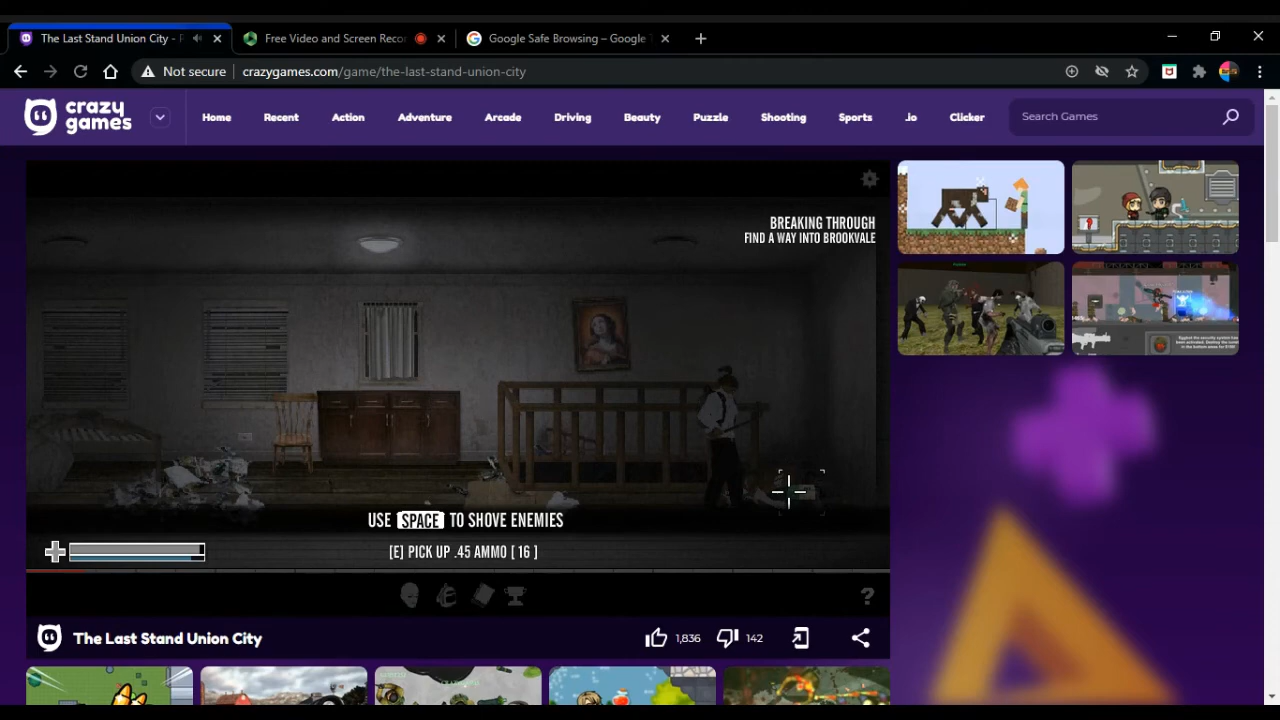 The Last Stand Union City - F
Free Video and Screen Reco
Google Safe Browsing – Google
Not secure
crazygames.com/game/the-last-stand-union-city
crazy
games
Home
Recent
Action
Adventure
Arcade
Driving
Beauty
Puzzle
Shooting
Sports
.io
Clicker
Search Games
BREAKING THROUGH
FIND A WAY INTO BROOKVALE
USE SPACE TO SHOVE ENEMIES
[E] PICK UP .45 AMMO [ 16 ]
?
The Last Stand Union City
1,836
142